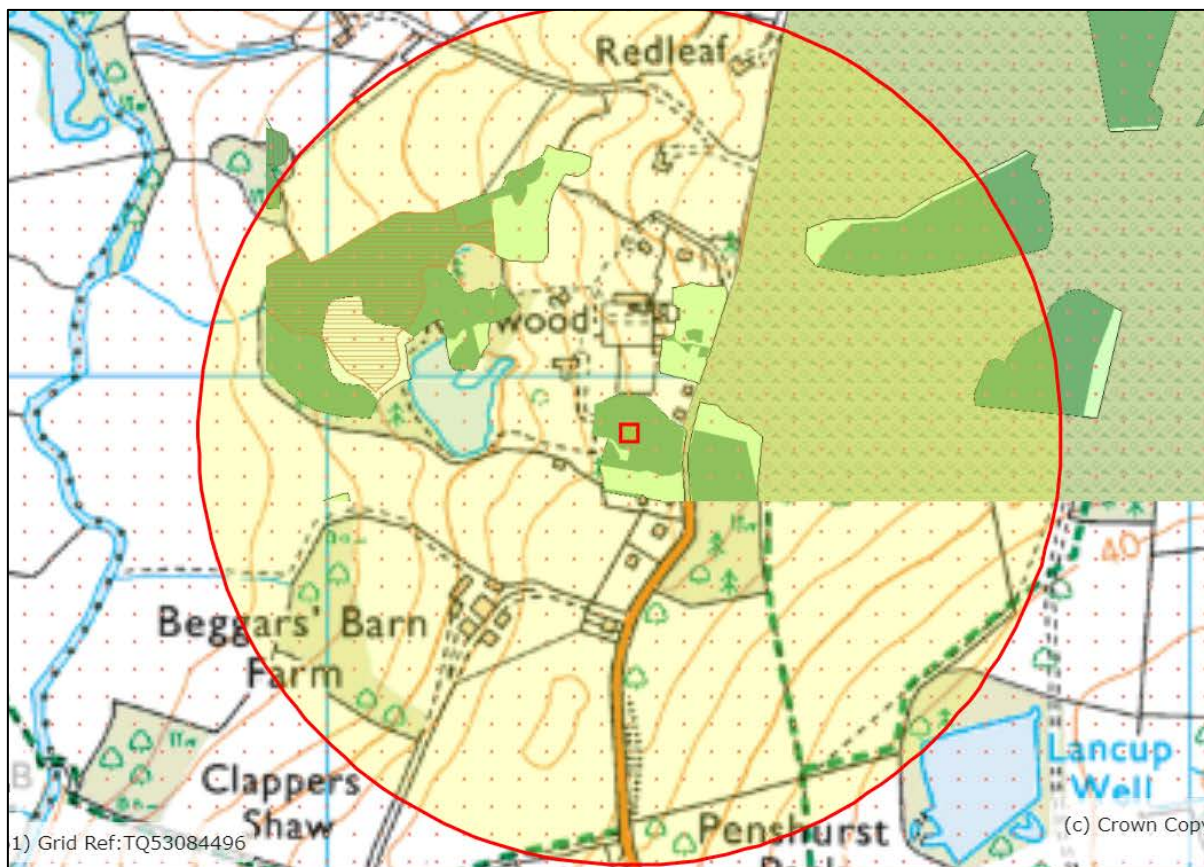 Redleaf
wood
Beggars' Barn
Farm
Clappers
Shaw
40
Lancup
Well
Penshurst
1) Grid Ref:TQ53084496
(c) Crown Copy